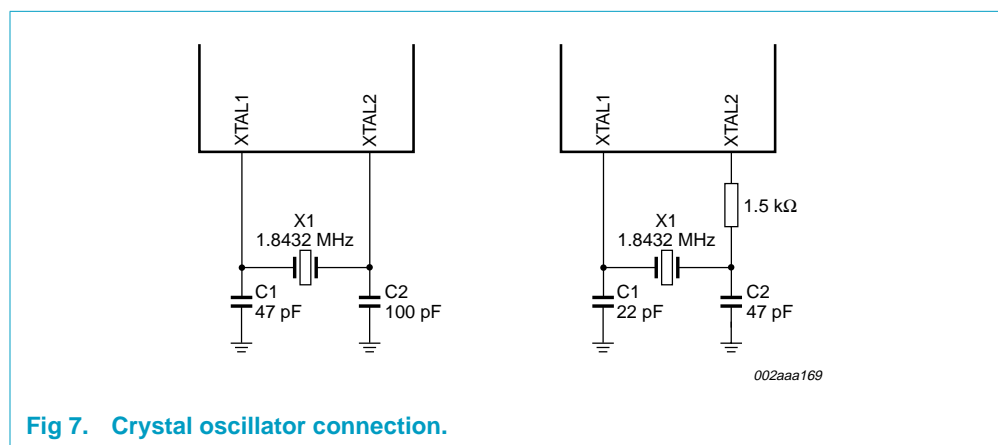 XTAL1
XTAL2
X1
1.8432 MHz
C1
47 pF
C2
100 pF
XTAL1
XTAL2
1.5 kΩ
X1
1.8432 MHz
C1
22 pF
C2
47 pF
002aaa169
Fig 7. Crystal oscillator connection.